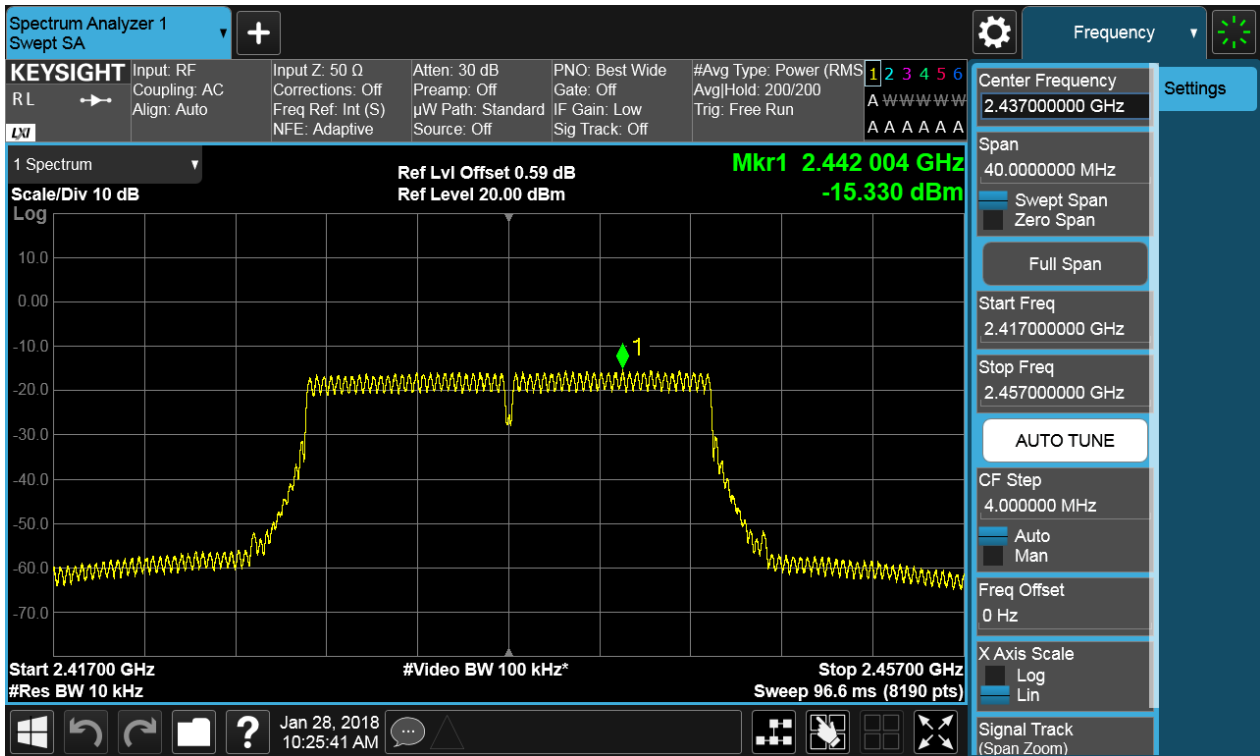 Spectrum Analyzer 1
Swept SA
+
Frequency
KEYSIGHT
RL
LXI
Input: RF
Coupling: AC
Align: Auto
Input Z: 50 Ω
Corrections: Off
Freq Ref: Int (S)
NFE: Adaptive
Atten: 30 dB
Preamp: Off
µW Path: Standard
Source: Off
PNO: Best Wide
Gate: Off
IF Gain: Low
Sig Track: Off
#Avg Type: Power (RMS
Avg|Hold: 200/200
Trig: Free Run
1 2 3 4 5 6
A W W W W W
A A A A A A
1 Spectrum
Scale/Div 10 dB
Log
Ref Lvl Offset 0.59 dB
Ref Level 20.00 dBm
Mkr1 2.442 004 GHz
-15.330 dBm
10.0
0.00
-10.0
-20.0
-30.0
-40.0
-50.0
-60.0
-70.0
1
Start 2.41700 GHz
#Res BW 10 kHz
#Video BW 100 kHz*
Stop 2.45700 GHz
Sweep 96.6 ms (8190 pts)
Center Frequency
2.437000000 GHz
Span
40.0000000 MHz
Swept Span
Zero Span
Full Span
Start Freq
2.417000000 GHz
Stop Freq
2.457000000 GHz
AUTO TUNE
CF Step
4.000000 MHz
Auto
Man
Freq Offset
0 Hz
X Axis Scale
Log
Lin
Signal Track
(Span Zoom)
Settings
?
Jan 28, 2018
10:25:41 AM